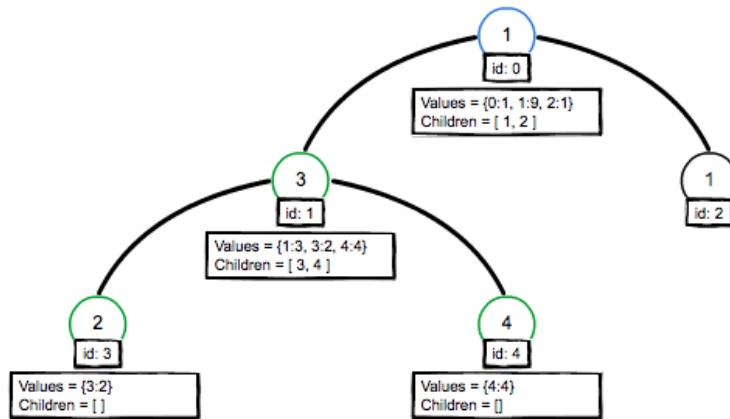 1
id: 0
Values = {0:1, 1:9, 2:1}
Children = [ 1, 2 ]
3
id: 1
Values = {1:3, 3:2, 4:4}
Children = [ 3, 4 ]
1
id: 2
2
id: 3
Values = {3:2}
Children = [ ]
4
id: 4
Values = {4:4}
Children = []